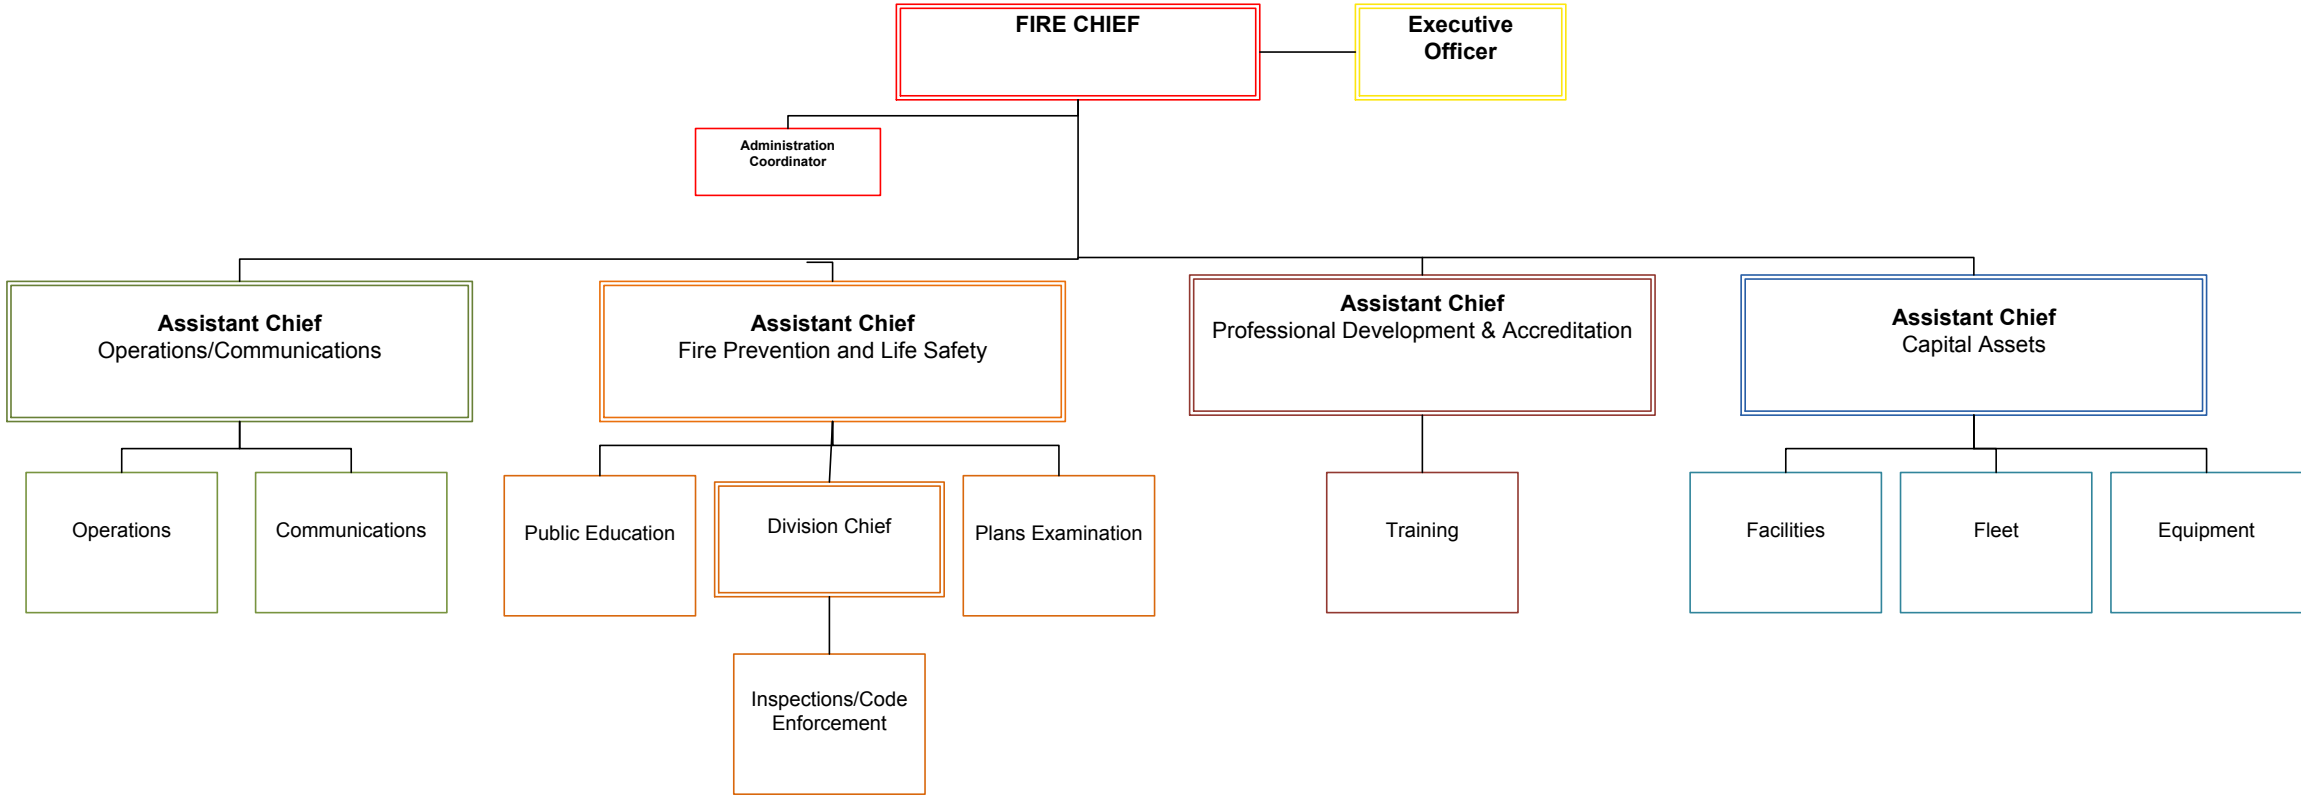 FIRE CHIEF
Executive
Officer
Administration
Coordinator
Assistant Chief
Operations/Communications
Assistant Chief
Fire Prevention and Life Safety
Assistant Chief
Professional Development & Accreditation
Assistant Chief
Capital Assets
Operations
Communications
Public Education
Division Chief
Plans Examination
Training
Facilities
Fleet
Equipment
Inspections/Code
Enforcement